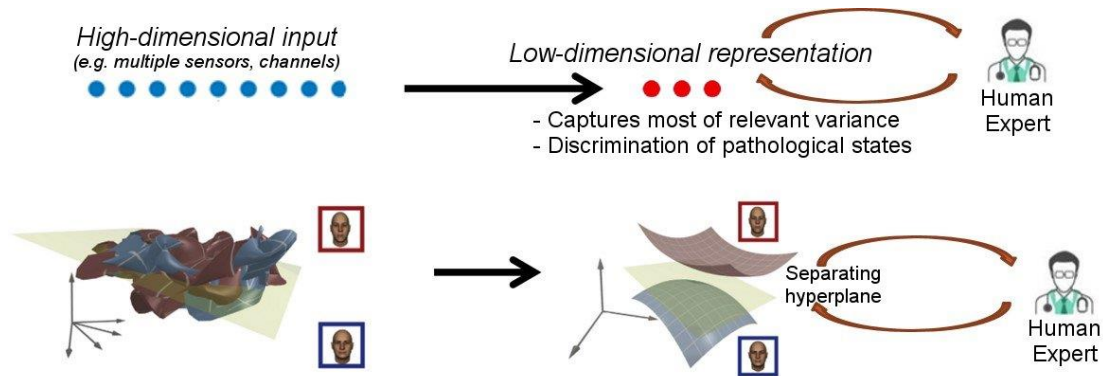 High-dimensional input
(e.g. multiple sensors, channels)
Low-dimensional representation
- Captures most of relevant variance
- Discrimination of pathological states
Human
Expert
Separating
hyperplane
Human
Expert